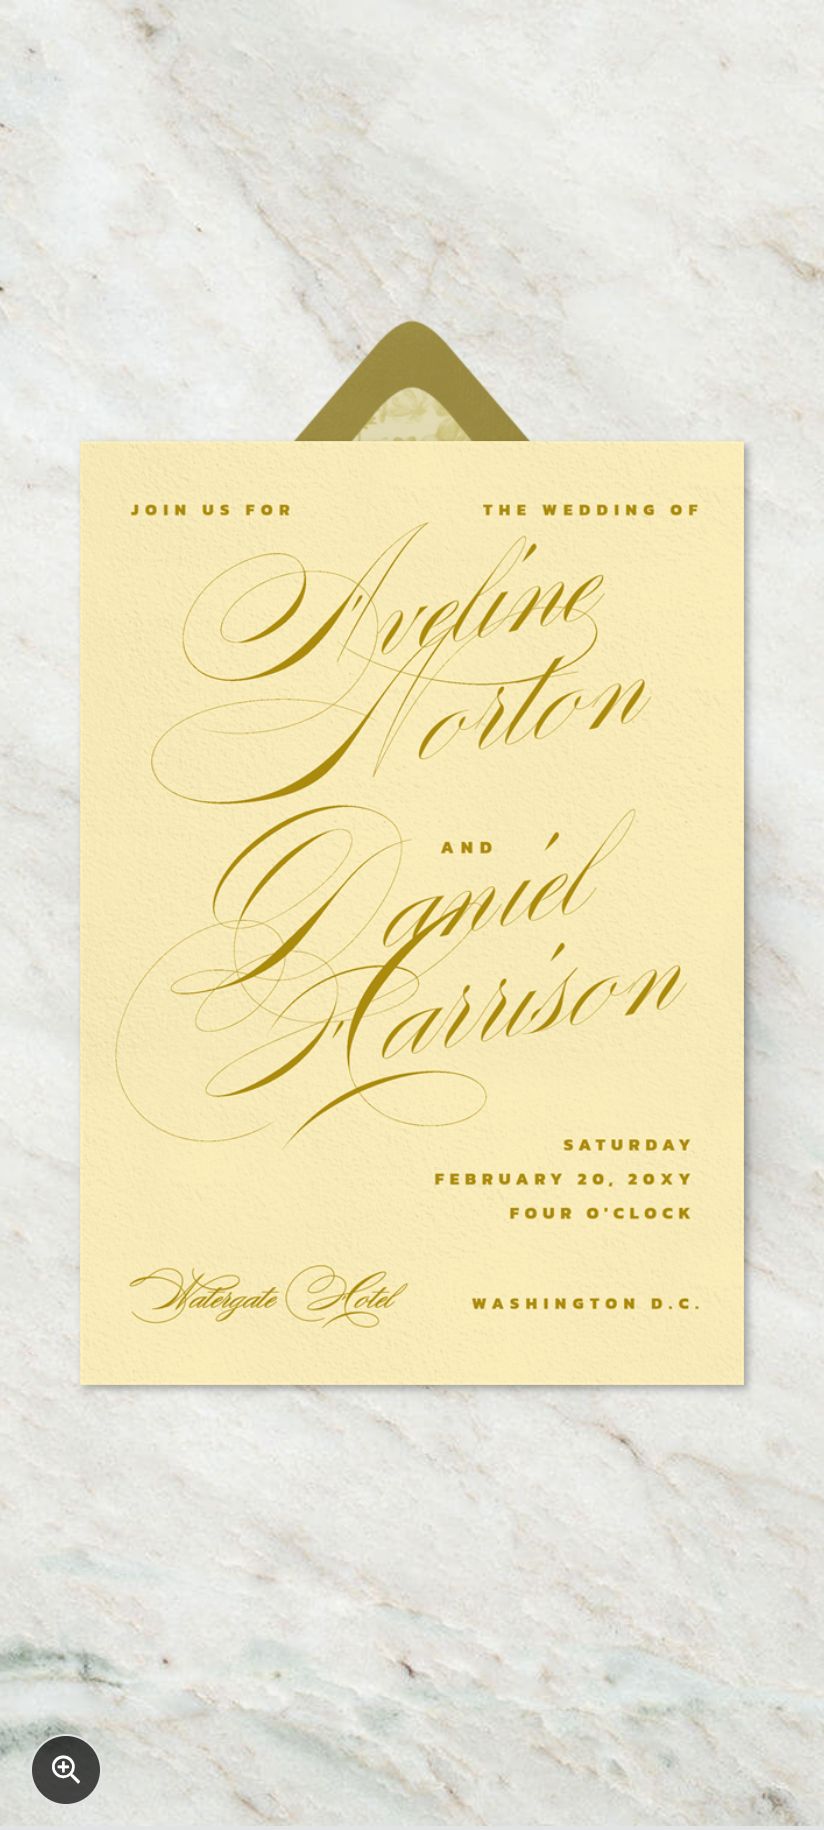 JOIN US FOR THE WEDDING OF
Aveline
Norton
AND
Daniel
Harrison
SATURDAY
FEBRUARY 20, 20XY
FOUR O'CLOCK
Watergate Hotel WASHINGTON D.C.